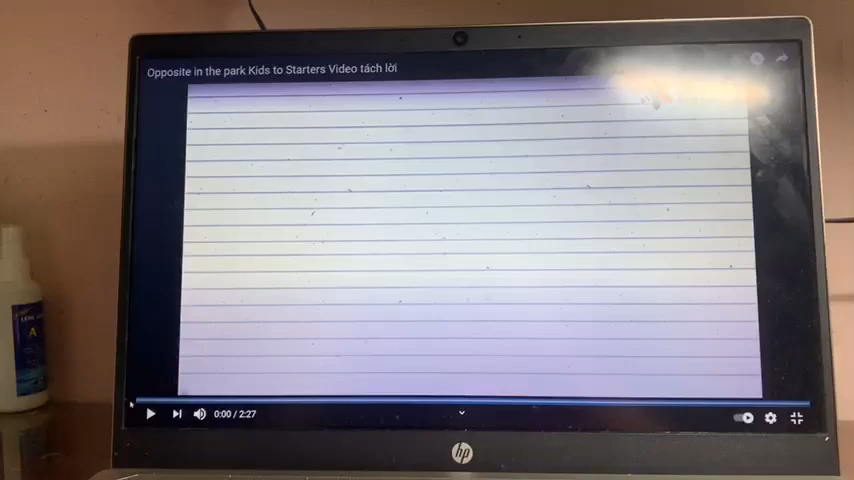 Opposite in the park Kids to Starters Video tách lời
0:00 / 2:27
hp
A